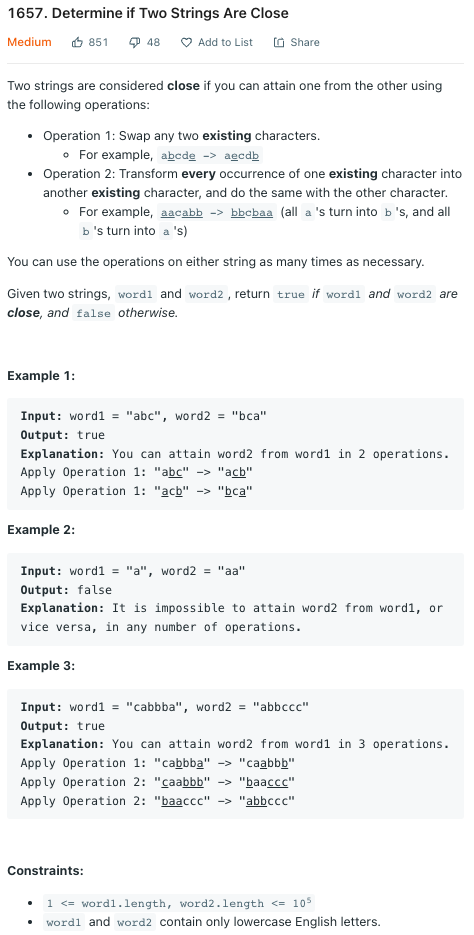 1657. Determine if Two Strings Are Close
Medium 851 48 Add to List Share
Two strings are considered close if you can attain one from the other using
the following operations:
• Operation 1: Swap any two existing characters.
◦ For example, abcde -> aecdb
• Operation 2: Transform every occurrence of one existing character into
another existing character, and do the same with the other character.
◦ For example, aacabb -> bbcbaa (all a 's turn into b 's, and all
b 's turn into a 's)
You can use the operations on either string as many times as necessary.
Given two strings, word1 and word2 , return true if word1 and word2 are
close, and false otherwise.
Example 1:
Input: word1 = "abc", word2 = "bca"
Output: true
Explanation: You can attain word2 from word1 in 2 operations.
Apply Operation 1: "abc" -> "acb"
Apply Operation 1: "acb" -> "bca"
Example 2:
Input: word1 = "a", word2 = "aa"
Output: false
Explanation: It is impossible to attain word2 from word1, or
vice versa, in any number of operations.
Example 3:
Input: word1 = "cabbba", word2 = "abbccc"
Output: true
Explanation: You can attain word2 from word1 in 3 operations.
Apply Operation 1: "cabbba" -> "caabbb"
Apply Operation 2: "caabbb" -> "baaccc"
Apply Operation 2: "baaccc" -> "abbccc"
Constraints:
• 1 <= word1.length, word2.length <= 10⁵
• word1 and word2 contain only lowercase English letters.